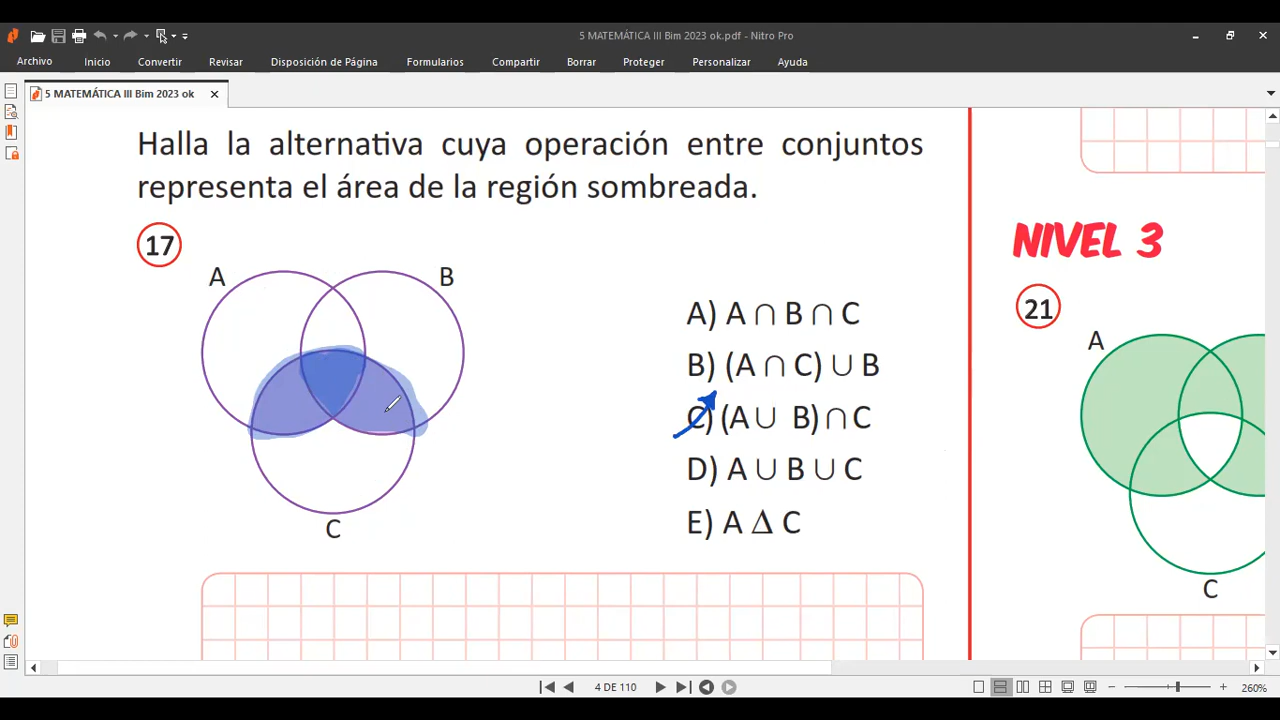 5 MATEMÁTICA III Bim 2023 ok.pdf - Nitro Pro
Archivo Inicio Convertir Revisar Disposición de Página Formularios Compartir Borrar Proteger Personalizar Ayuda
5 MATEMÁTICA III Bim 2023 ok
Halla la alternativa cuya operación entre conjuntos
representa el área de la región sombreada.
17
A
B
C
A) A ∩ B ∩ C
B) (A ∩ C) ∪ B
C) (A ∪ B) ∩ C
D) A ∪ B ∪ C
E) A Δ C
NIVEL 3
21
A
C
4 DE 110
260%